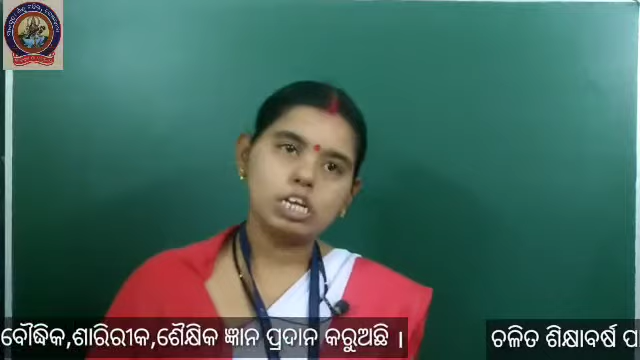 ବୌଦ୍ଧିକ,ଶାରିରୀକ,ଶୈକ୍ଷିକ ଜ୍ଞାନ ପ୍ରଦାନ କରୁଅଛି । ଚଳିତ ଶିକ୍ଷାବର୍ଷ ପ